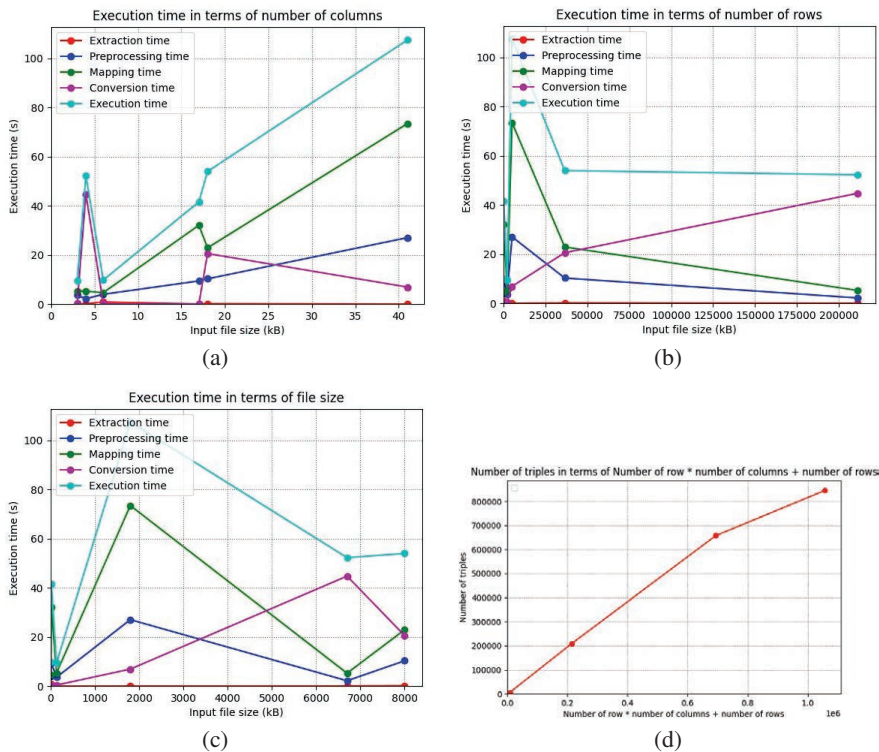 Execution time in terms of number of columns
Extraction time
Preprocessing time
Mapping time
Conversion time
Execution time
Execution time (s)
100
80
60
40
20
0
0 5 10 15 20 25 30 35 40
Input file size (kB)
(a)
Execution time in terms of number of rows
Extraction time
Preprocessing time
Mapping time
Conversion time
Execution time
Execution time (s)
100
80
60
40
20
0
0 25000 50000 75000 100000 125000 150000 175000 2000000
Input file size (kB)
(b)
Execution time in terms of file size
Extraction time
Preprocessing time
Mapping time
Conversion time
Execution time
Execution time (s)
100
80
60
40
20
0
0 1000 2000 3000 4000 5000 6000 7000 8000
Input file size (kB)
(c)
Number of triples in terms of Number of row * number of columns + number of rows
Number of triples
800000
700000
600000
500000
400000
300000
200000
100000
0
0.0 0.2 0.4 0.6 0.8 1.0
1e6
Number of row * number of columns + number of rows
(d)